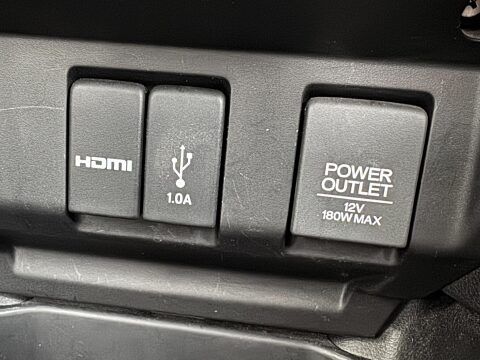 HDMI
1.0A
POWER
OUTLET
12V
180W MAX